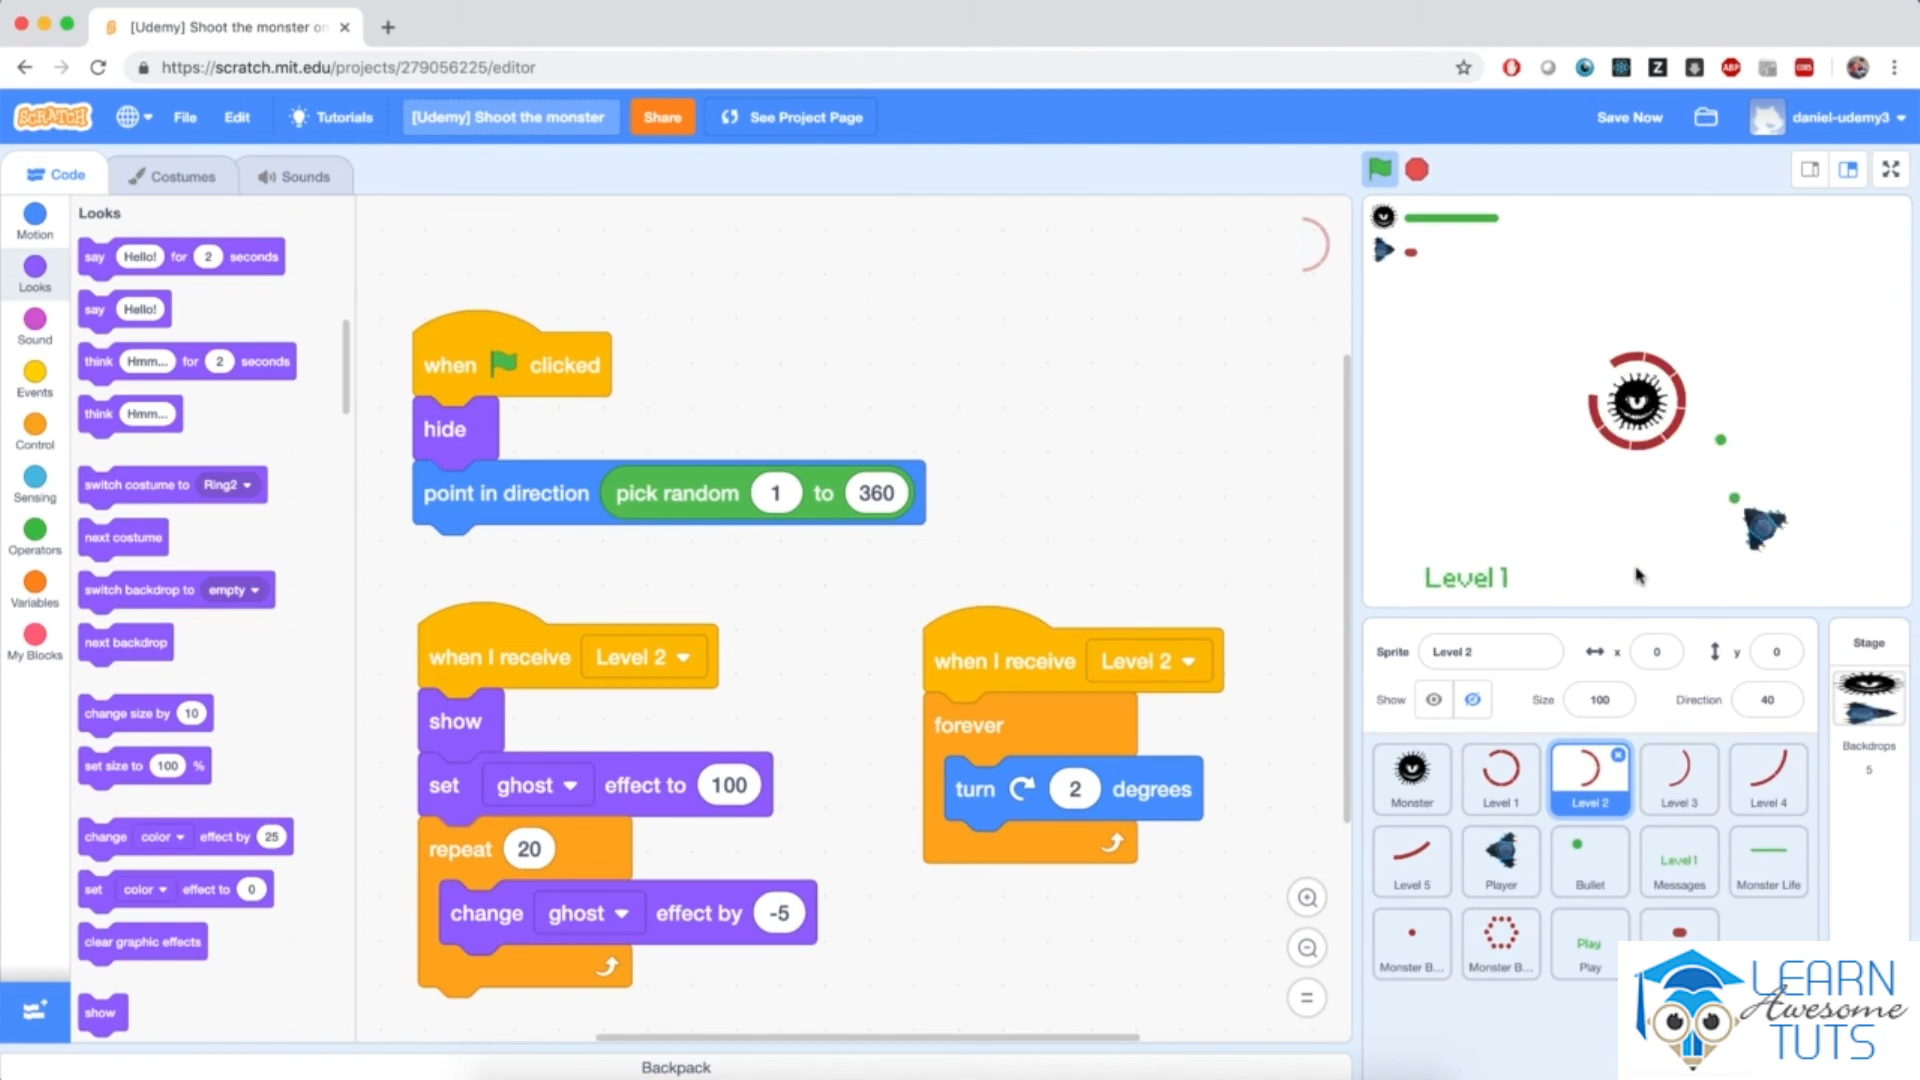 [Udemy] Shoot the monster on
https://scratch.mit.edu/projects/279056225/editor
Z
ABP
CORS
SCRATCH
File
Edit
Tutorials
[Udemy] Shoot the monster
Share
See Project Page
Save Now
daniel-udemy3
Code
Costumes
Sounds
Motion
Looks
Sound
Events
Control
Sensing
Operators
Variables
My Blocks
Looks
say Hello! for 2 seconds
say Hello!
think Hmm... for 2 seconds
think Hmm...
switch costume to Ring2
next costume
switch backdrop to empty
next backdrop
change size by 10
set size to 100 %
change color effect by 25
set color effect to 0
clear graphic effects
show
when clicked
hide
point in direction pick random 1 to 360
when I receive Level 2
show
set ghost effect to 100
repeat 20
change ghost effect by -5
when I receive Level 2
forever
turn 2 degrees
Backpack
Level 1
Sprite Level 2 x 0 y 0
Show Size 100 Direction 40
Monster
Level 1
Level 2
Level 3
Level 4
Level 5
Player
Bullet
Level 1
Messages
Monster Life
Monster B...
Monster B...
Play
Play
Stage
Backdrops
5
LEARN
Awesome
TUTS